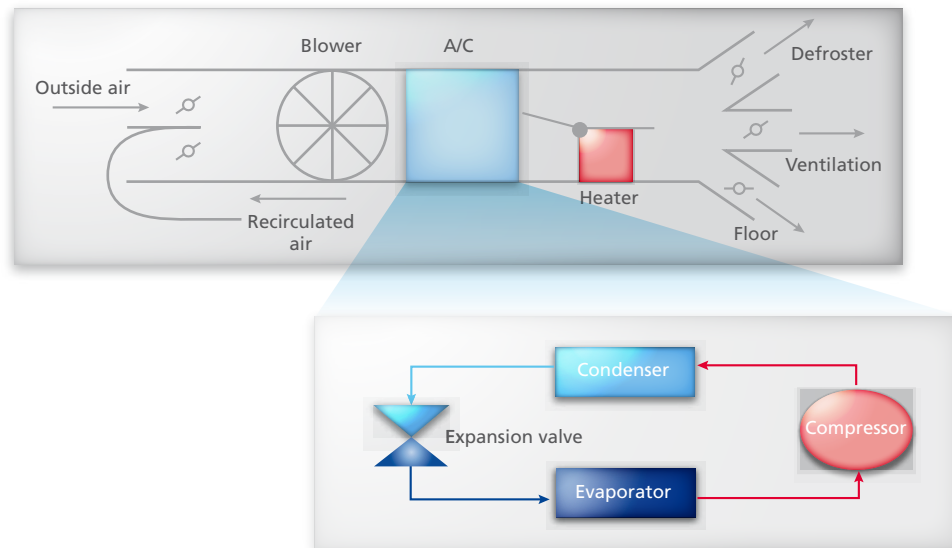 Blower
A/C
Defroster
Outside air
Ventilation
Heater
Recirculated
air
Floor
Condenser
Compressor
Expansion valve
Evaporator